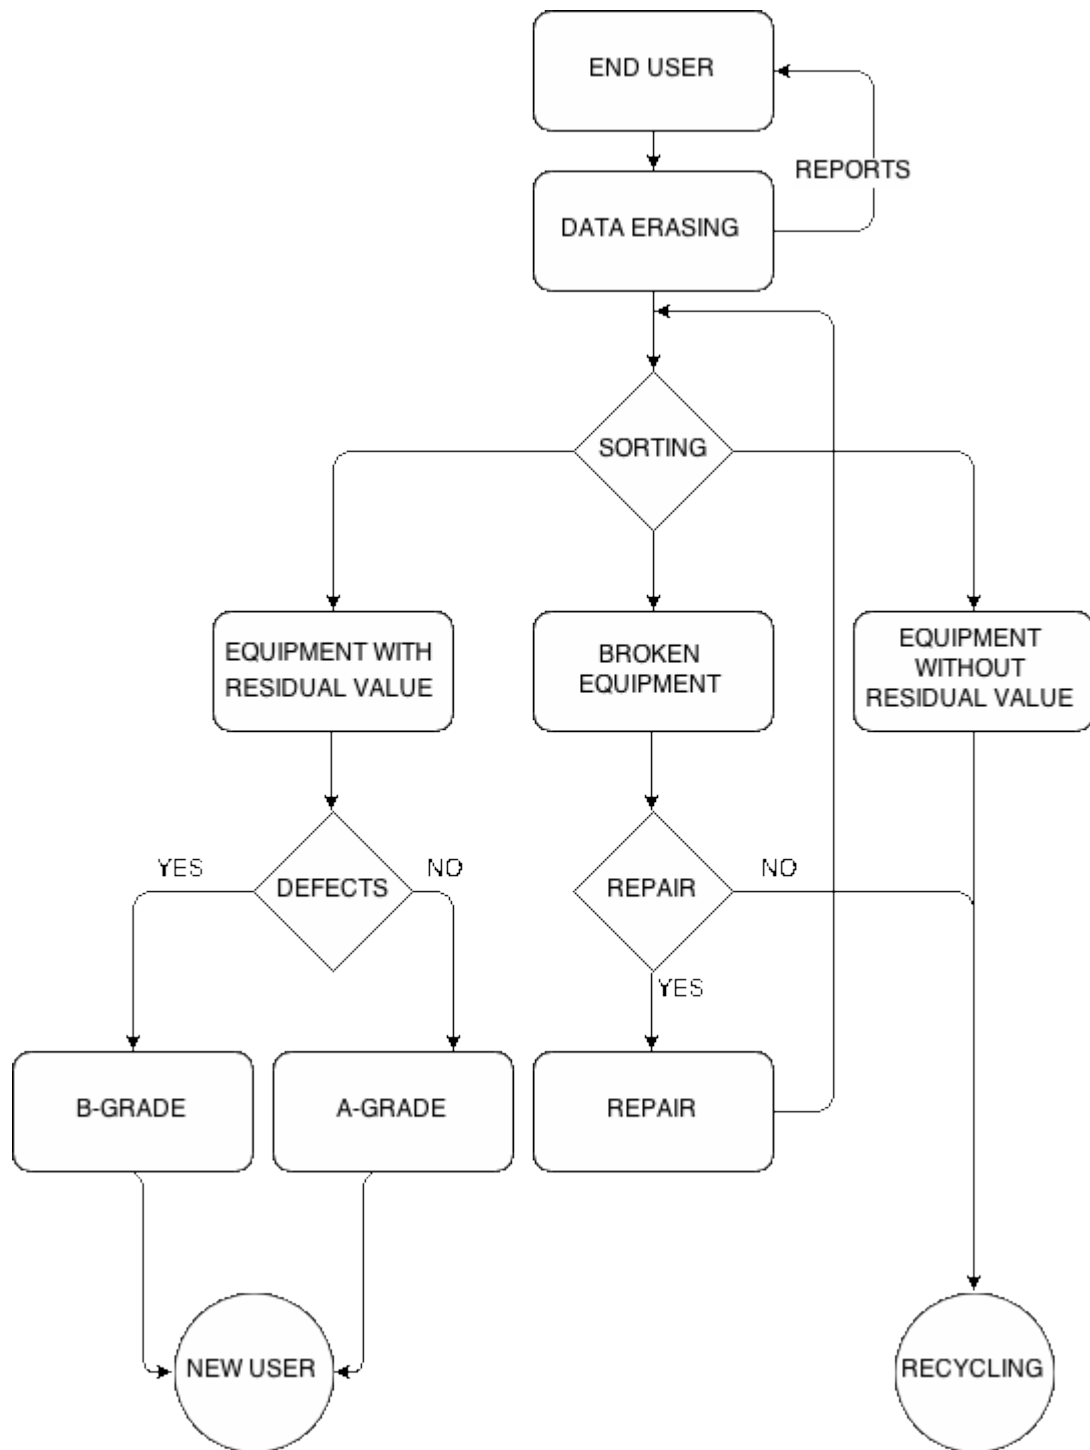 END USER
REPORTS
DATA ERASING
SORTING
EQUIPMENT WITH
RESIDUAL VALUE
BROKEN
EQUIPMENT
EQUIPMENT
WITHOUT
RESIDUAL VALUE
YES
DEFECTS
NO
REPAIR
NO
YES
B-GRADE
A-GRADE
REPAIR
NEW USER
RECYCLING